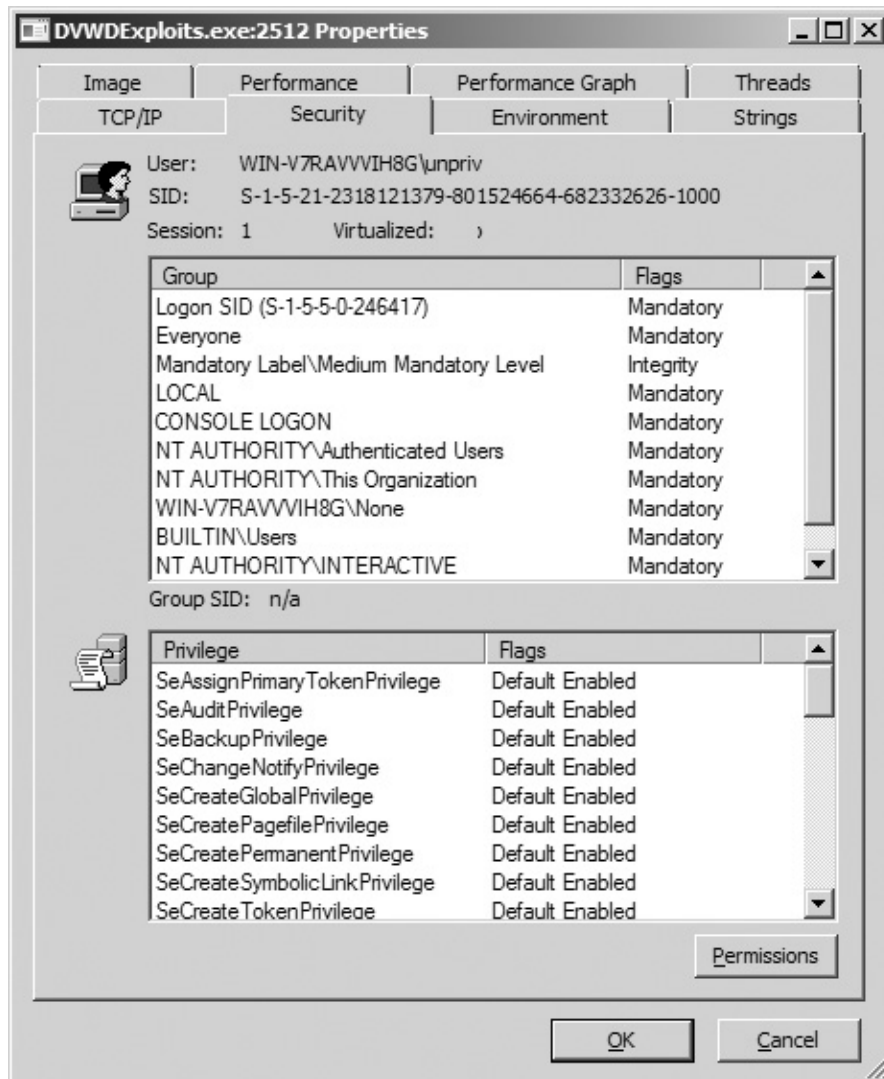 DVWDExploits.exe:2512 Properties
Image Performance Performance Graph Threads
TCP/IP Security Environment Strings
User: WIN-V7RAVVVIH8G\unpriv
SID: S-1-5-21-2318121379-801524664-682332626-1000
Session: 1 Virtualized:
Group Flags
Logon SID (S-1-5-5-0-246417) Mandatory
Everyone Mandatory
Mandatory Label\Medium Mandatory Level Integrity
LOCAL Mandatory
CONSOLE LOGON Mandatory
NT AUTHORITY\Authenticated Users Mandatory
NT AUTHORITY\This Organization Mandatory
WIN-V7RAVVVIH8G\None Mandatory
BUILTIN\Users Mandatory
NT AUTHORITY\INTERACTIVE Mandatory
Group SID: n/a
Privilege Flags
SeAssignPrimaryTokenPrivilege Default Enabled
SeAuditPrivilege Default Enabled
SeBackupPrivilege Default Enabled
SeChangeNotifyPrivilege Default Enabled
SeCreateGlobalPrivilege Default Enabled
SeCreatePagefilePrivilege Default Enabled
SeCreatePermanentPrivilege Default Enabled
SeCreateSymbolicLinkPrivilege Default Enabled
SeCreateTokenPrivilege Default Enabled
Permissions
OK Cancel